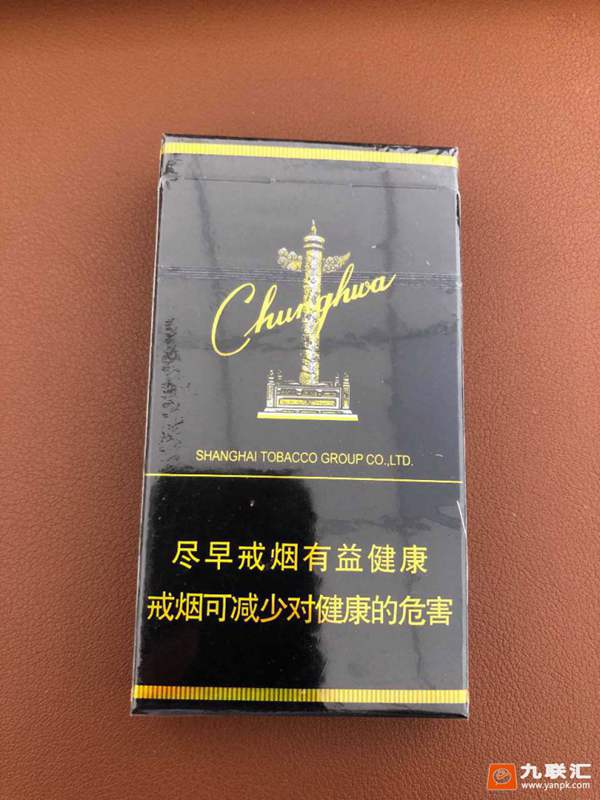 Chunghwa
SHANGHAI TOBACCO GROUP CO.,LTD.
尽早戒烟有益健康
戒烟可减少对健康的危害
九联汇
www.yanpk.com